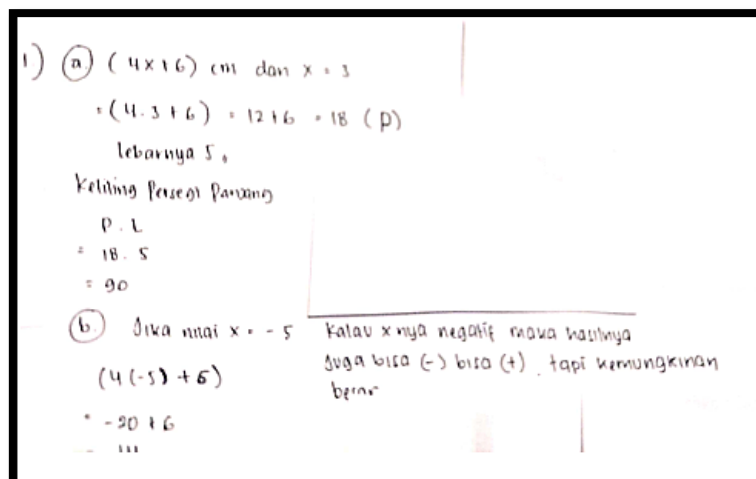 1) a) (4x+6) cm dan x = 3
= (4.3+6) = 12+6 = 18 (P)
lebarnya 5.
Keliling Persegi Panjang
P . L
= 18 . 5
= 90
b. Jika nilai x = -5
(4(-5) + 6)
= -20 + 6
Kalau x nya negatif maka hasilnya
Juga bisa (-) bisa (+). tapi kemungkinan